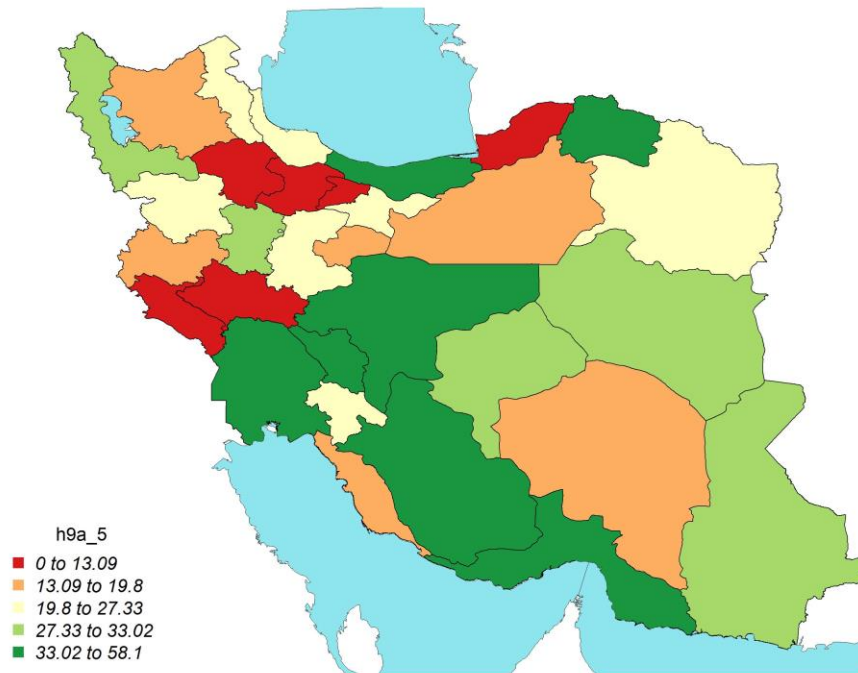 h9a_5
0 to 13.09
13.09 to 19.8
19.8 to 27.33
27.33 to 33.02
33.02 to 58.1